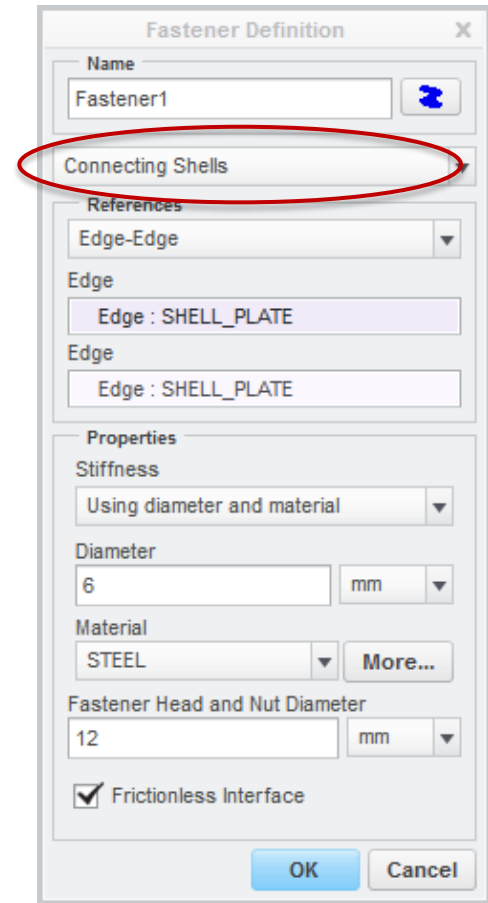 Fastener Definition
Name
Fastener1
Connecting Shells
References
Edge-Edge
Edge
Edge : SHELL_PLATE
Edge
Edge : SHELL_PLATE
Properties
Stiffness
Using diameter and material
Diameter
6 mm
Material
STEEL More...
Fastener Head and Nut Diameter
12 mm
Frictionless Interface
OK Cancel